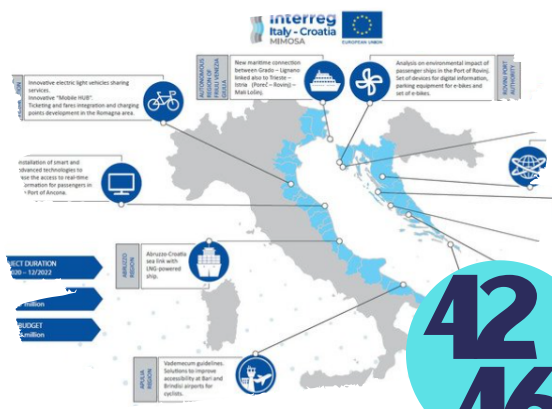 Interreg
Italy - Croatia
MIMOSA
EUROPEAN UNION
Innovative electric light vehicles sharing
services.
Innovative "Mobile HUB".
Ticketing and fares integration and charging
points development in the Romagna area.
AUTONOMOUS
REGION OF
FRIULI VENEZIA
GIULIA
New maritime connection
between Grado – Lignano
linked also to Trieste -
Istria (Poreč – Rovinj) –
Mali Lošinj.
Analysis on environmental impact of
passenger ships in the Port of Rovinj.
Set of devices for digital information,
parking equipment for e-bikes and
set of e-bikes.
ROVINJ PORT
AUTHORITY
nstallation of smart and
dvanced technologies to
the access to real-time
formation for passengers in
Port of Ancona.
ABRUZZO
REGION
Abruzzo-Croatia
sea link with
LNG-powered
ship.
ECT DURATION
020 – 12/2022
million
BUDGET
million
APULIA
REGION
Vademecum guidelines.
Solutions to improve
accessibility at Bari and
Brindisi airports for
cyclists.
42
46